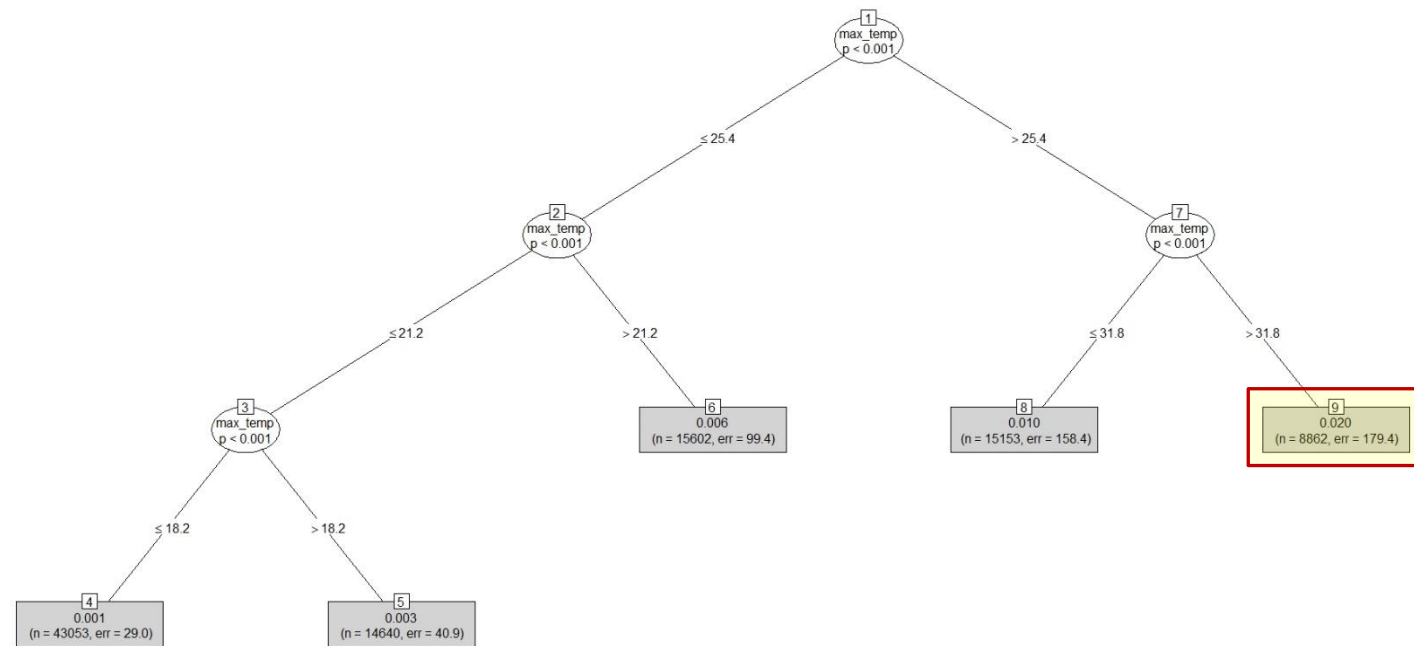 1
max_temp
p < 0.001
≤ 25.4
> 25.4
2
max_temp
p < 0.001
7
max_temp
p < 0.001
≤ 21.2
> 21.2
≤ 31.8
> 31.8
3
max_temp
p < 0.001
6
0.006
(n = 15602, err = 99.4)
8
0.010
(n = 15153, err = 158.4)
9
0.020
(n = 8862, err = 179.4)
≤ 18.2
> 18.2
4
0.001
(n = 43053, err = 29.0)
5
0.003
(n = 14640, err = 40.9)